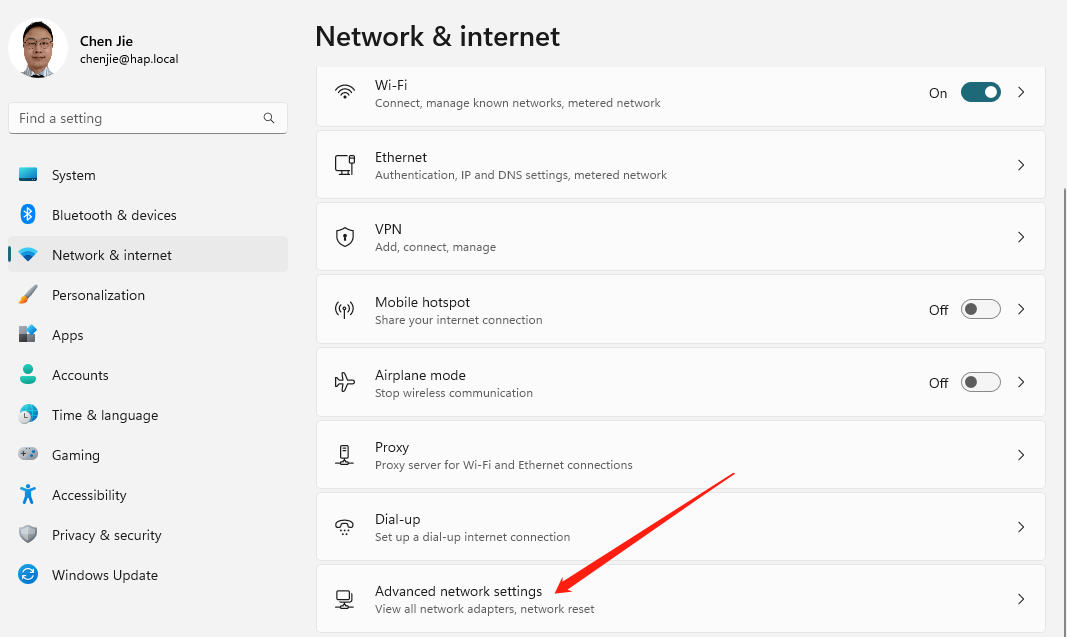 Chen Jie
chenjie@hap.local
Find a setting
System
Bluetooth & devices
Network & internet
Personalization
Apps
Accounts
Time & language
Gaming
Accessibility
Privacy & security
Windows Update
Network & internet
Wi-Fi
Connect, manage known networks, metered network
On
Ethernet
Authentication, IP and DNS settings, metered network
VPN
Add, connect, manage
Mobile hotspot
Share your internet connection
Off
Airplane mode
Stop wireless communication
Off
Proxy
Proxy server for Wi-Fi and Ethernet connections
Dial-up
Set up a dial-up internet connection
Advanced network settings
View all network adapters, network reset